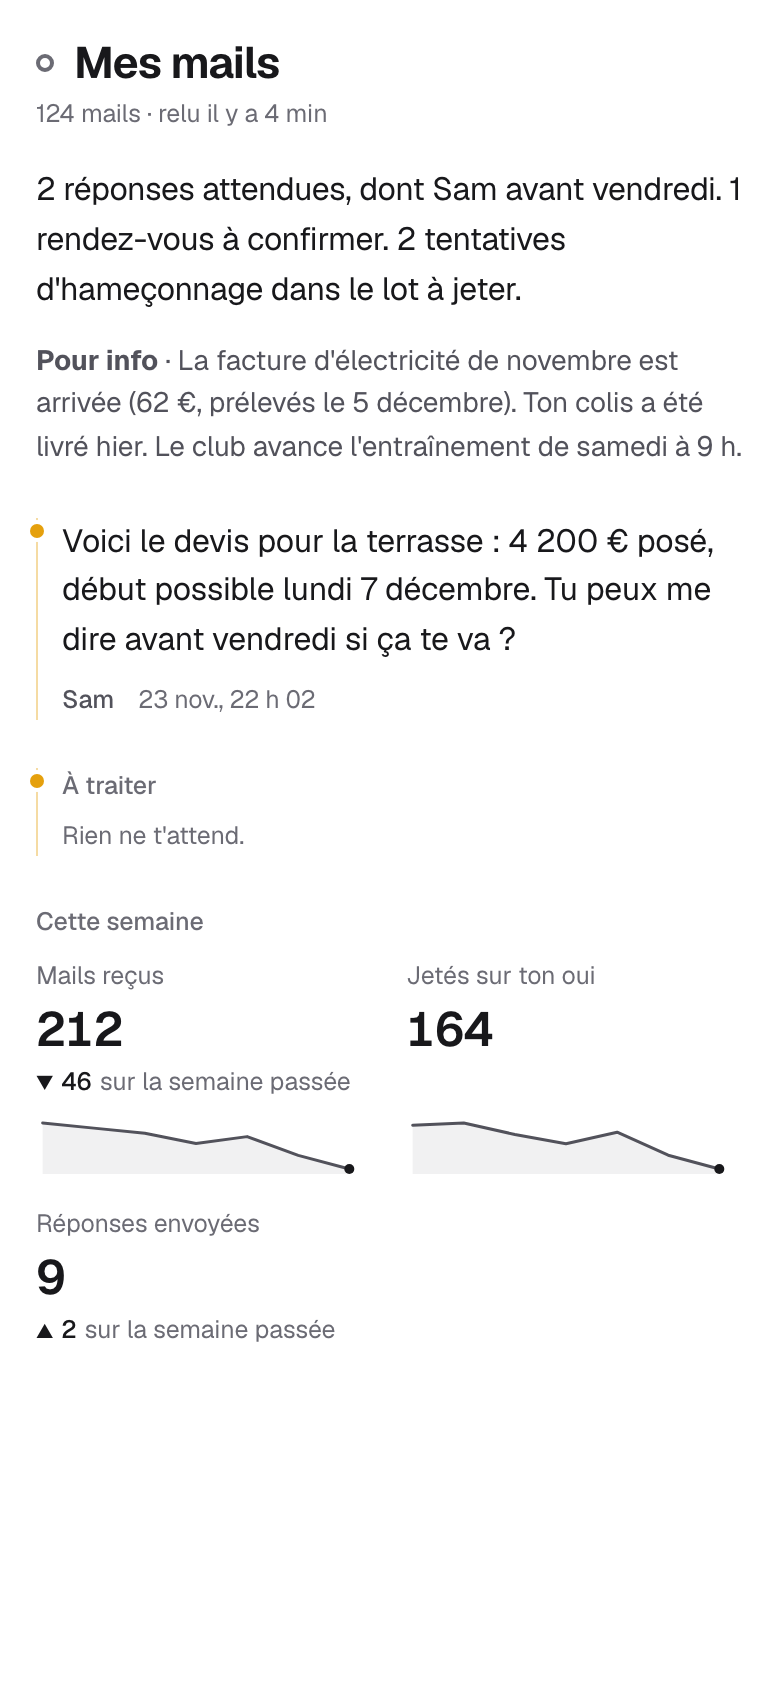 Mes mails
124 mails · relu il y a 4 min
2 réponses attendues, dont Sam avant vendredi. 1
rendez-vous à confirmer. 2 tentatives
d'hameçonnage dans le lot à jeter.
Pour info · La facture d'électricité de novembre est
arrivée (62 €, prélevés le 5 décembre). Ton colis a été
livré hier. Le club avance l'entraînement de samedi à 9 h.
Voici le devis pour la terrasse : 4 200 € posé,
début possible lundi 7 décembre. Tu peux me
dire avant vendredi si ça te va ?
Sam 23 nov., 22 h 02
À traiter
Rien ne t'attend.
Cette semaine
Mails reçus
212
▼ 46 sur la semaine passée
Jetés sur ton oui
164
Réponses envoyées
9
▲ 2 sur la semaine passée